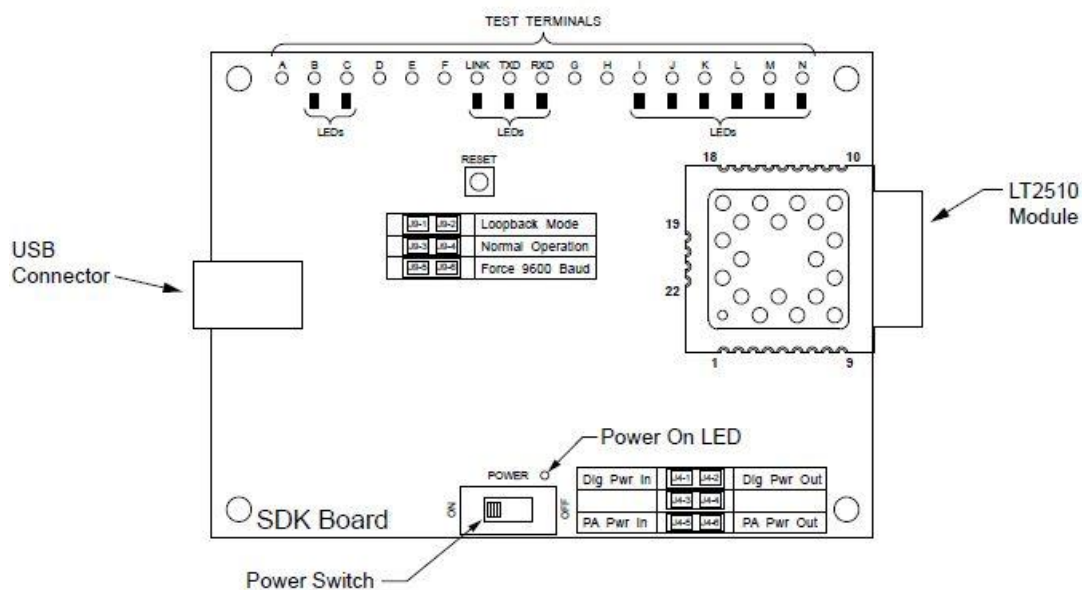 TEST TERMINALS
A B C D E F LINK TXD RXD G H I J K L M N
LEDs LEDs LEDs
RESET
18 10
LT2510
Module
19
J9-1 J9-2 Loopback Mode
J9-3 J9-4 Normal Operation
J9-5 J9-6 Force 9600 Baud
USB
Connector
22
1 9
Power On LED
POWER
Dig Pwr In J4-1 J4-2 Dig Pwr Out
J4-3 J4-4
PA Pwr In J4-5 J4-6 PA Pwr Out
ON OFF
SDK Board
Power Switch